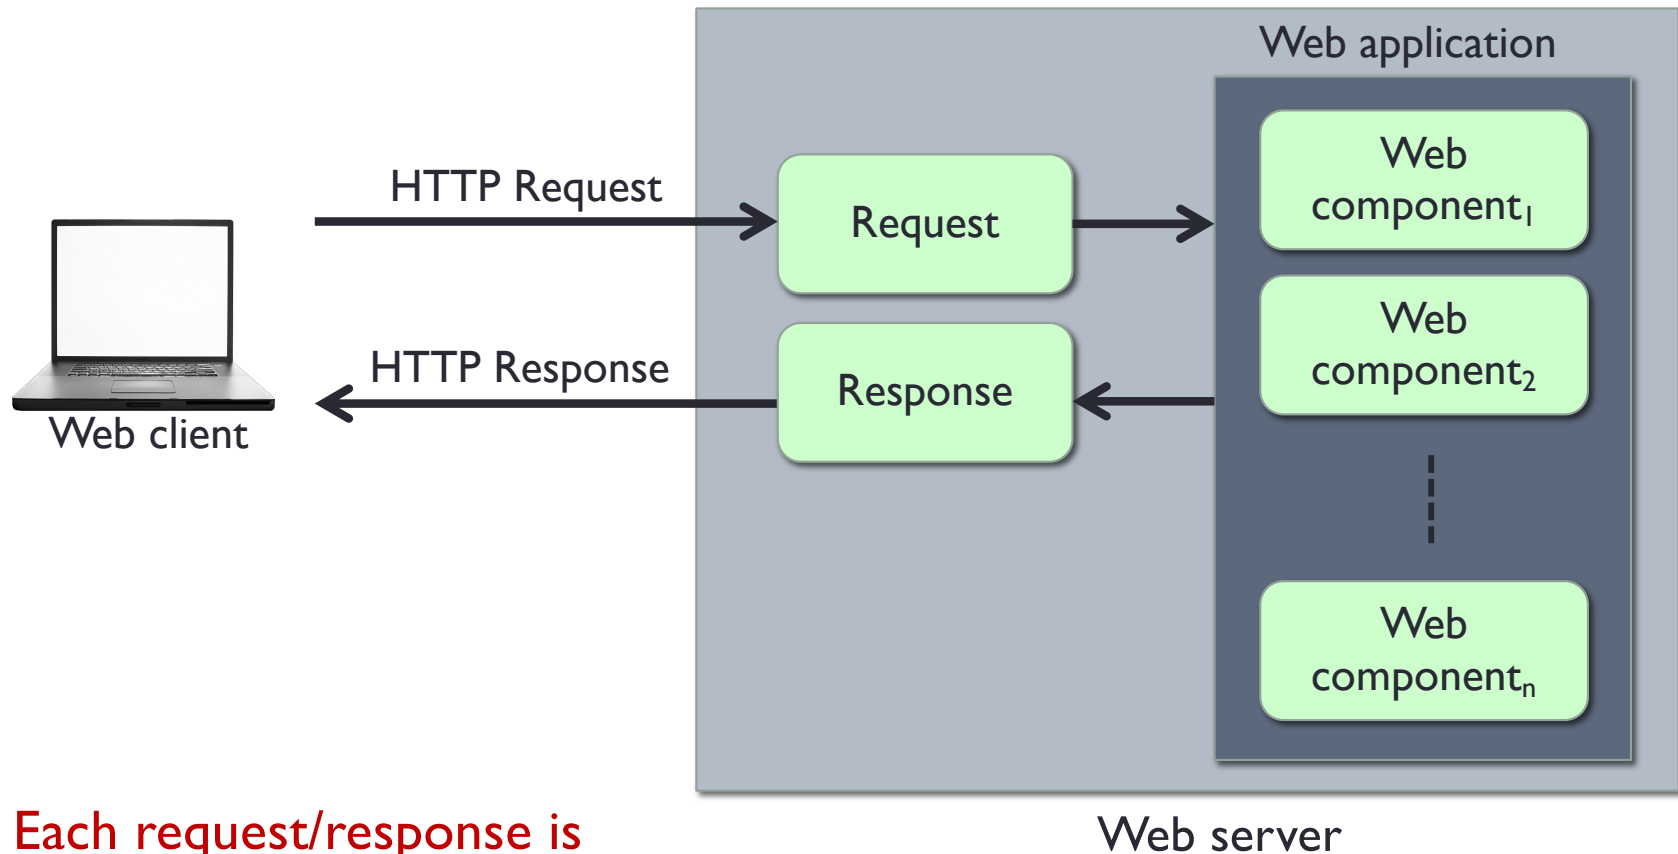 Web application
Web
component1
HTTP Request
Request
Web
component2
HTTP Response
Response
Web client
Web
componentn
Each request/response is
Web server